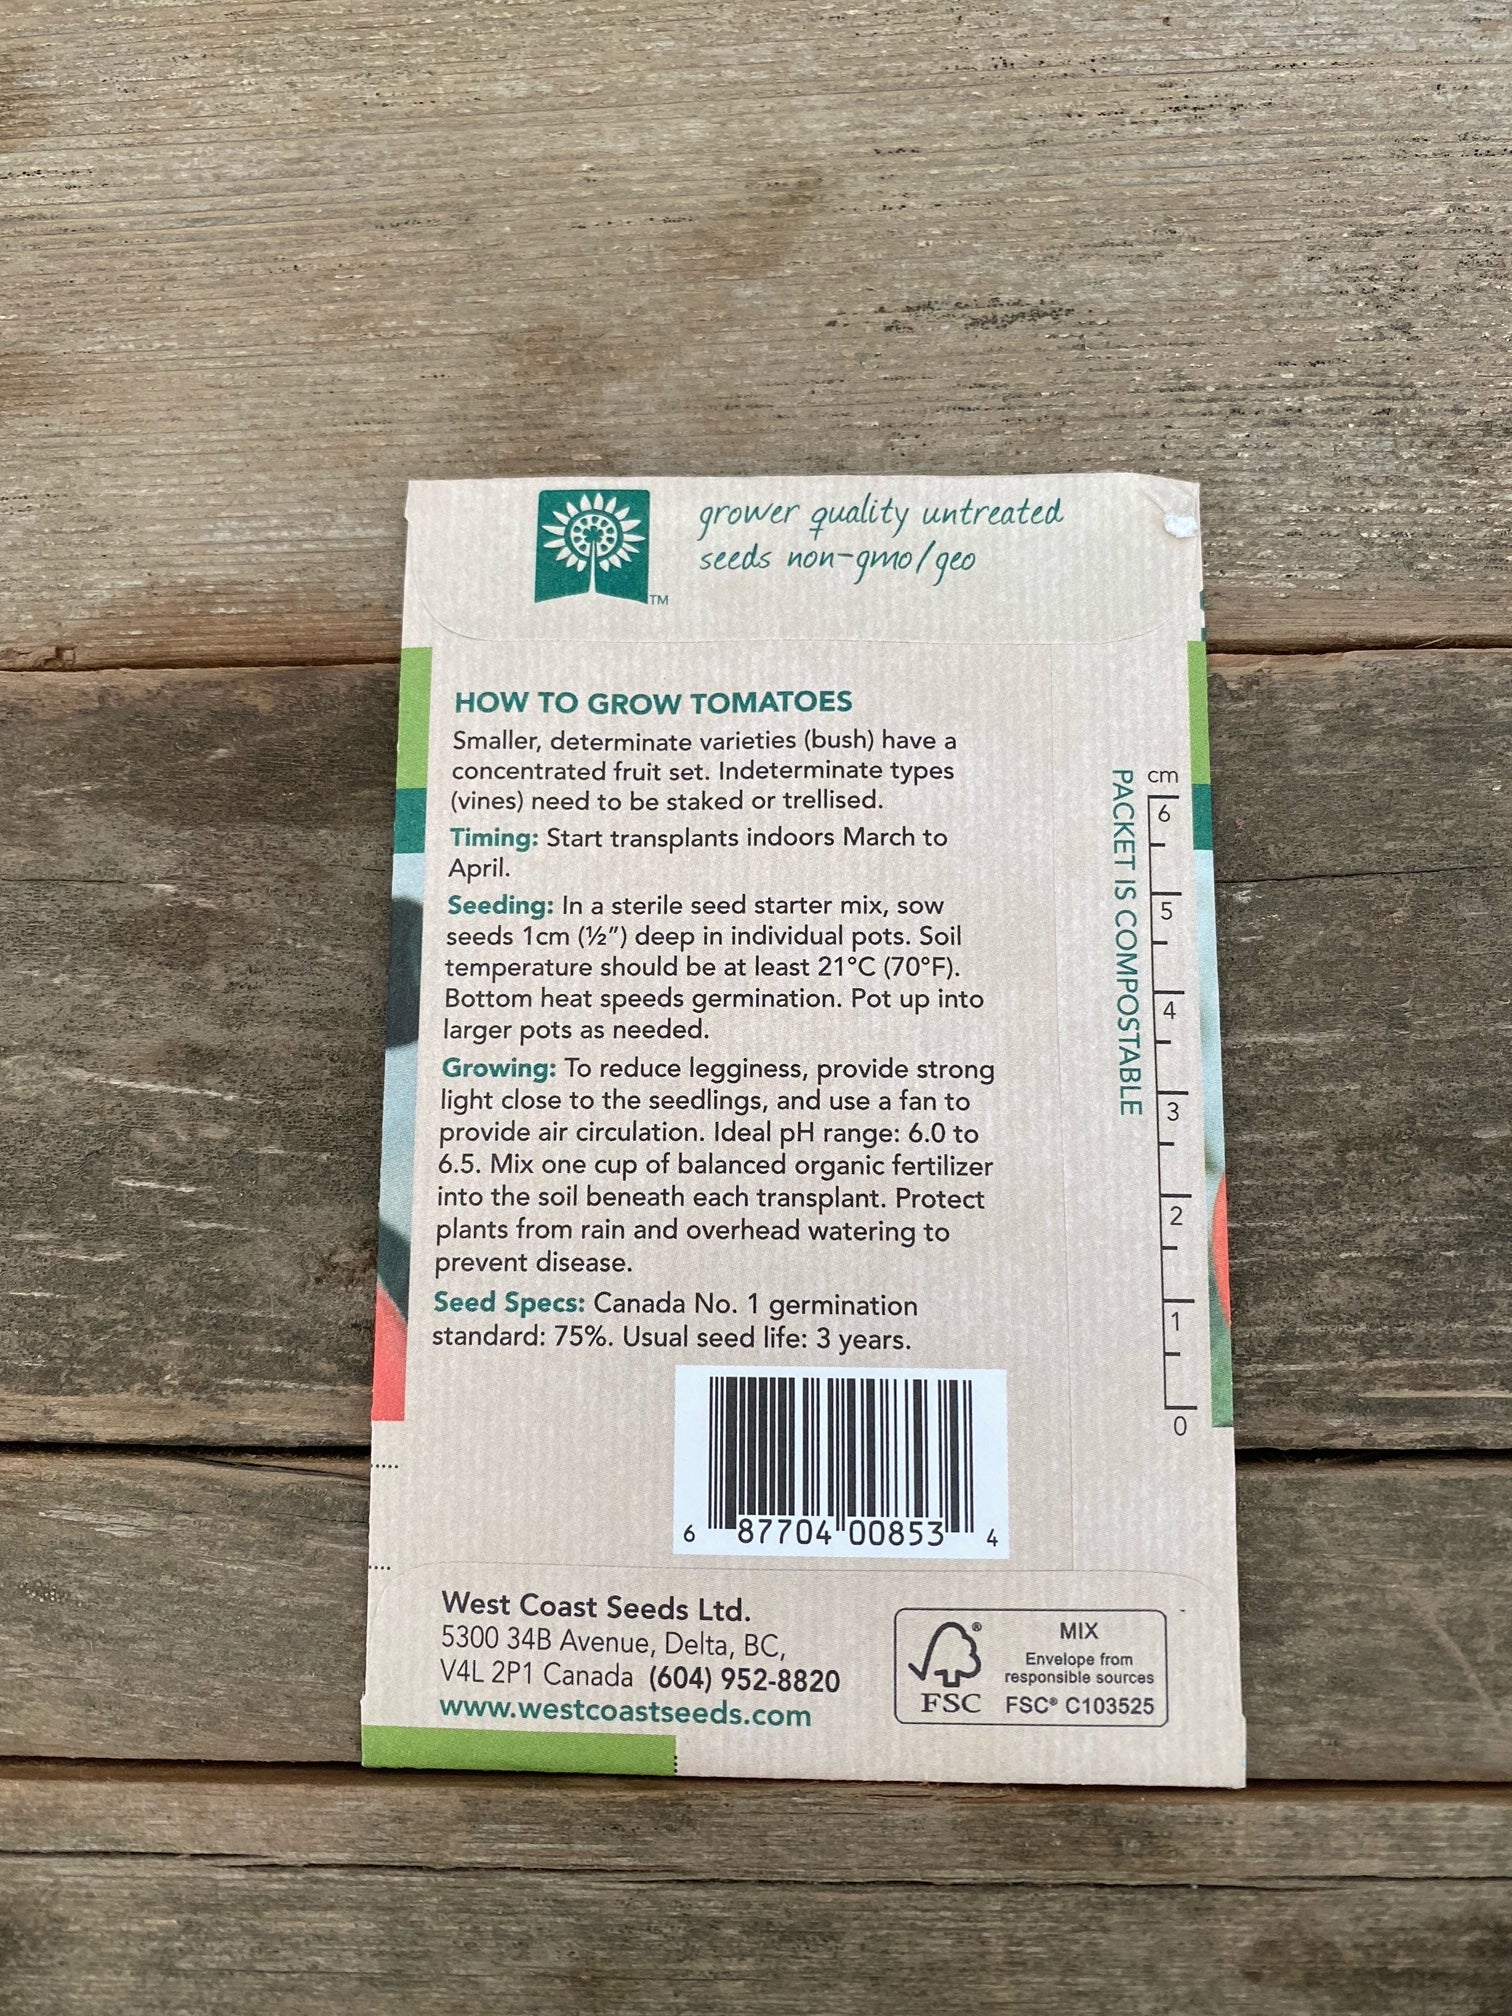 grower quality untreated
seeds non-gmo/geo
TM
HOW TO GROW TOMATOES
Smaller, determinate varieties (bush) have a
concentrated fruit set. Indeterminate types
(vines) need to be staked or trellised.
Timing: Start transplants indoors March to
April.
Seeding: In a sterile seed starter mix, sow
seeds 1cm (½”) deep in individual pots. Soil
temperature should be at least 21°C (70°F).
Bottom heat speeds germination. Pot up into
larger pots as needed.
Growing: To reduce legginess, provide strong
light close to the seedlings, and use a fan to
provide air circulation. Ideal pH range: 6.0 to
6.5. Mix one cup of balanced organic fertilizer
into the soil beneath each transplant. Protect
plants from rain and overhead watering to
prevent disease.
Seed Specs: Canada No. 1 germination
standard: 75%. Usual seed life: 3 years.
PACKET IS COMPOSTABLE
cm
6
5
4
3
2
1
0
6 87704 00853 4
West Coast Seeds Ltd.
5300 34B Avenue, Delta, BC,
V4L 2P1 Canada (604) 952-8820
www.westcoastseeds.com
®
FSC
MIX
Envelope from
responsible sources
FSC® C103525